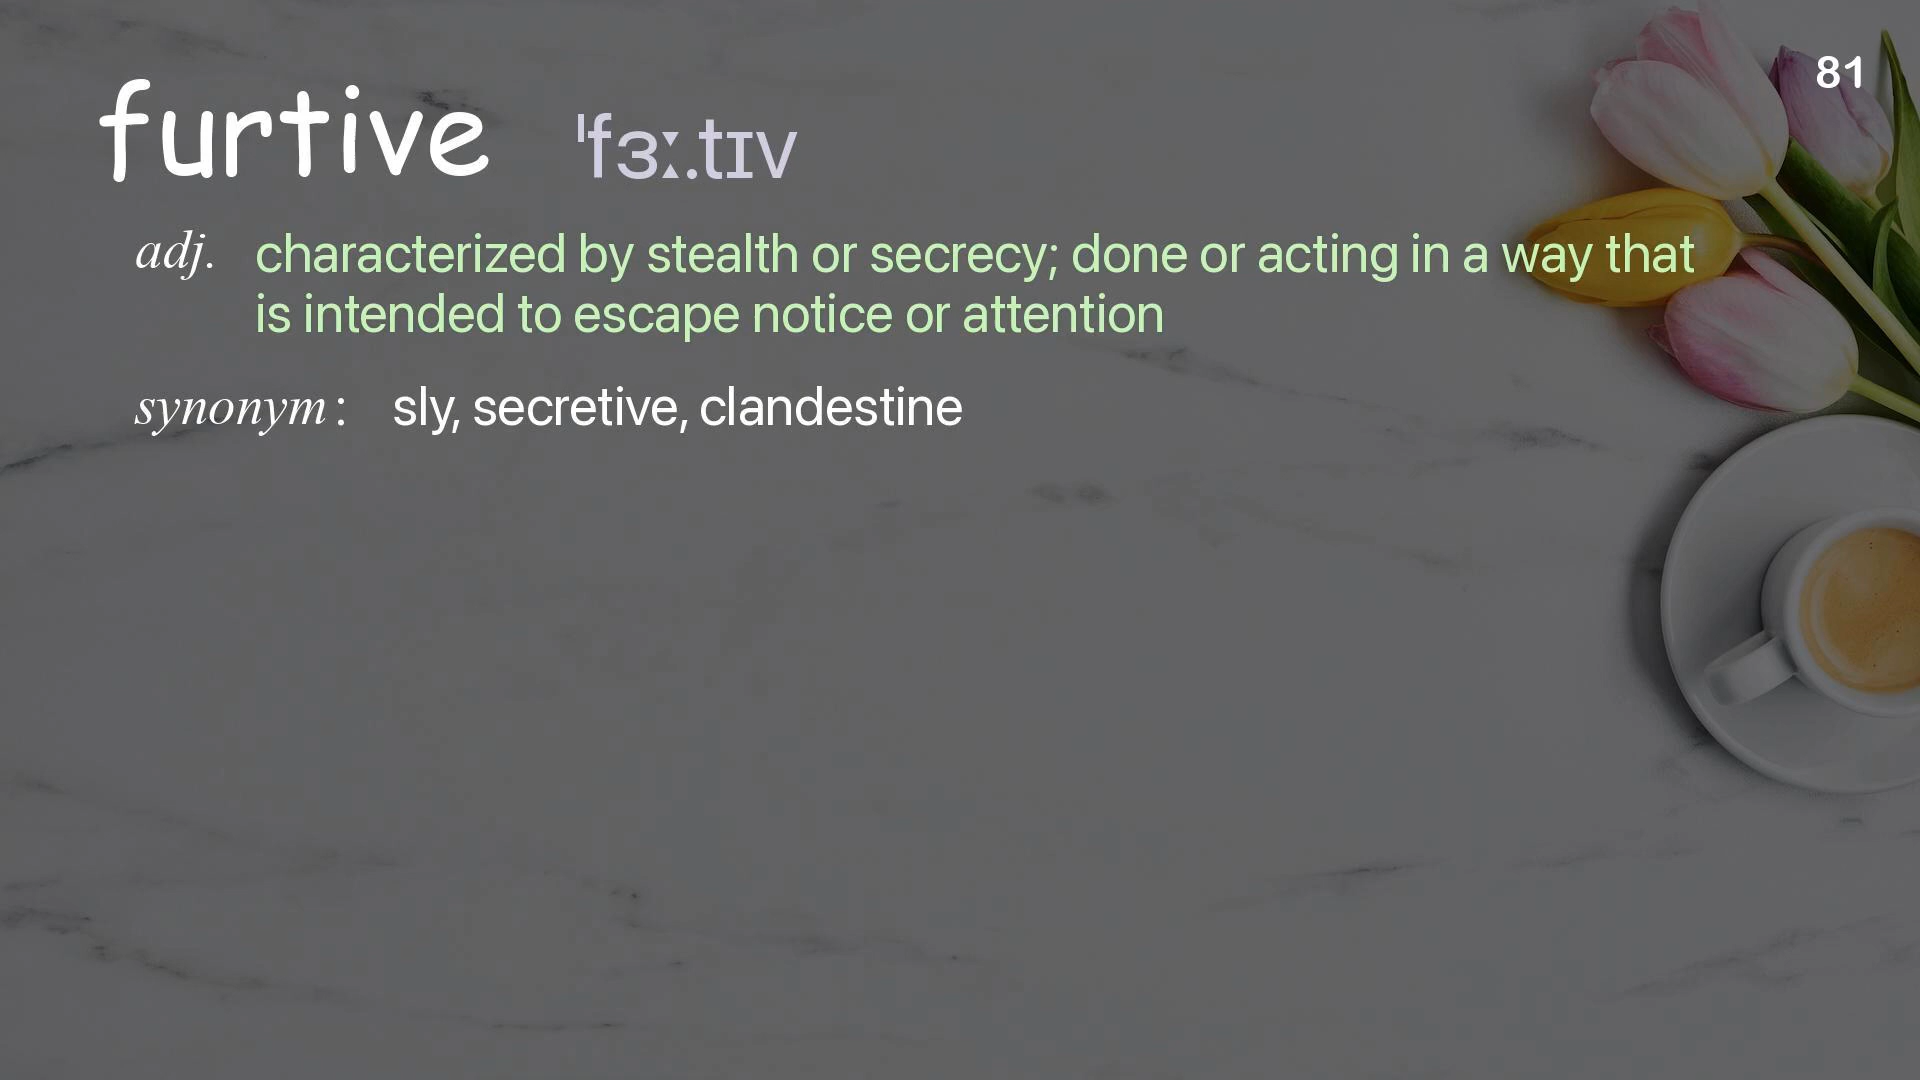 81
furtive ˈfɜː.tɪv
adj. characterized by stealth or secrecy; done or acting in a way that
is intended to escape notice or attention
synonym : sly, secretive, clandestine